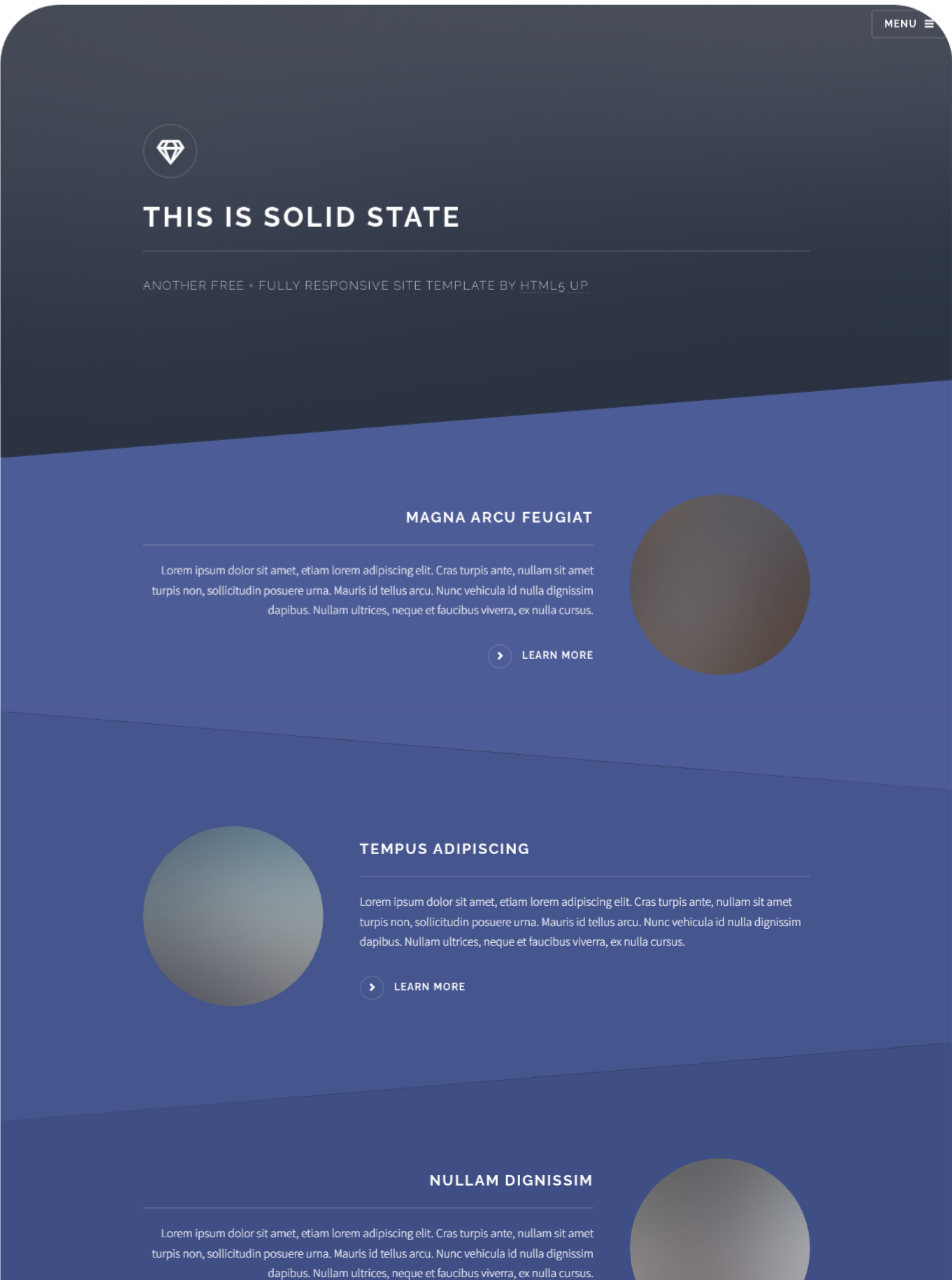 MENU
THIS IS SOLID STATE
ANOTHER FREE + FULLY RESPONSIVE SITE TEMPLATE BY HTML5 UP
MAGNA ARCU FEUGIAT
Lorem ipsum dolor sit amet, etiam lorem adipiscing elit. Cras turpis ante, nullam sit amet
turpis non, sollicitudin posuere urna. Mauris id tellus arcu. Nunc vehicula id nulla dignissim
dapibus. Nullam ultrices, neque et faucibus viverra, ex nulla cursus.
LEARN MORE
TEMPUS ADIPISCING
Lorem ipsum dolor sit amet, etiam lorem adipiscing elit. Cras turpis ante, nullam sit amet
turpis non, sollicitudin posuere urna. Mauris id tellus arcu. Nunc vehicula id nulla dignissim
dapibus. Nullam ultrices, neque et faucibus viverra, ex nulla cursus.
LEARN MORE
NULLAM DIGNISSIM
Lorem ipsum dolor sit amet, etiam lorem adipiscing elit. Cras turpis ante, nullam sit amet
turpis non, sollicitudin posuere urna. Mauris id tellus arcu. Nunc vehicula id nulla dignissim
dapibus. Nullam ultrices, neque et faucibus viverra, ex nulla cursus.